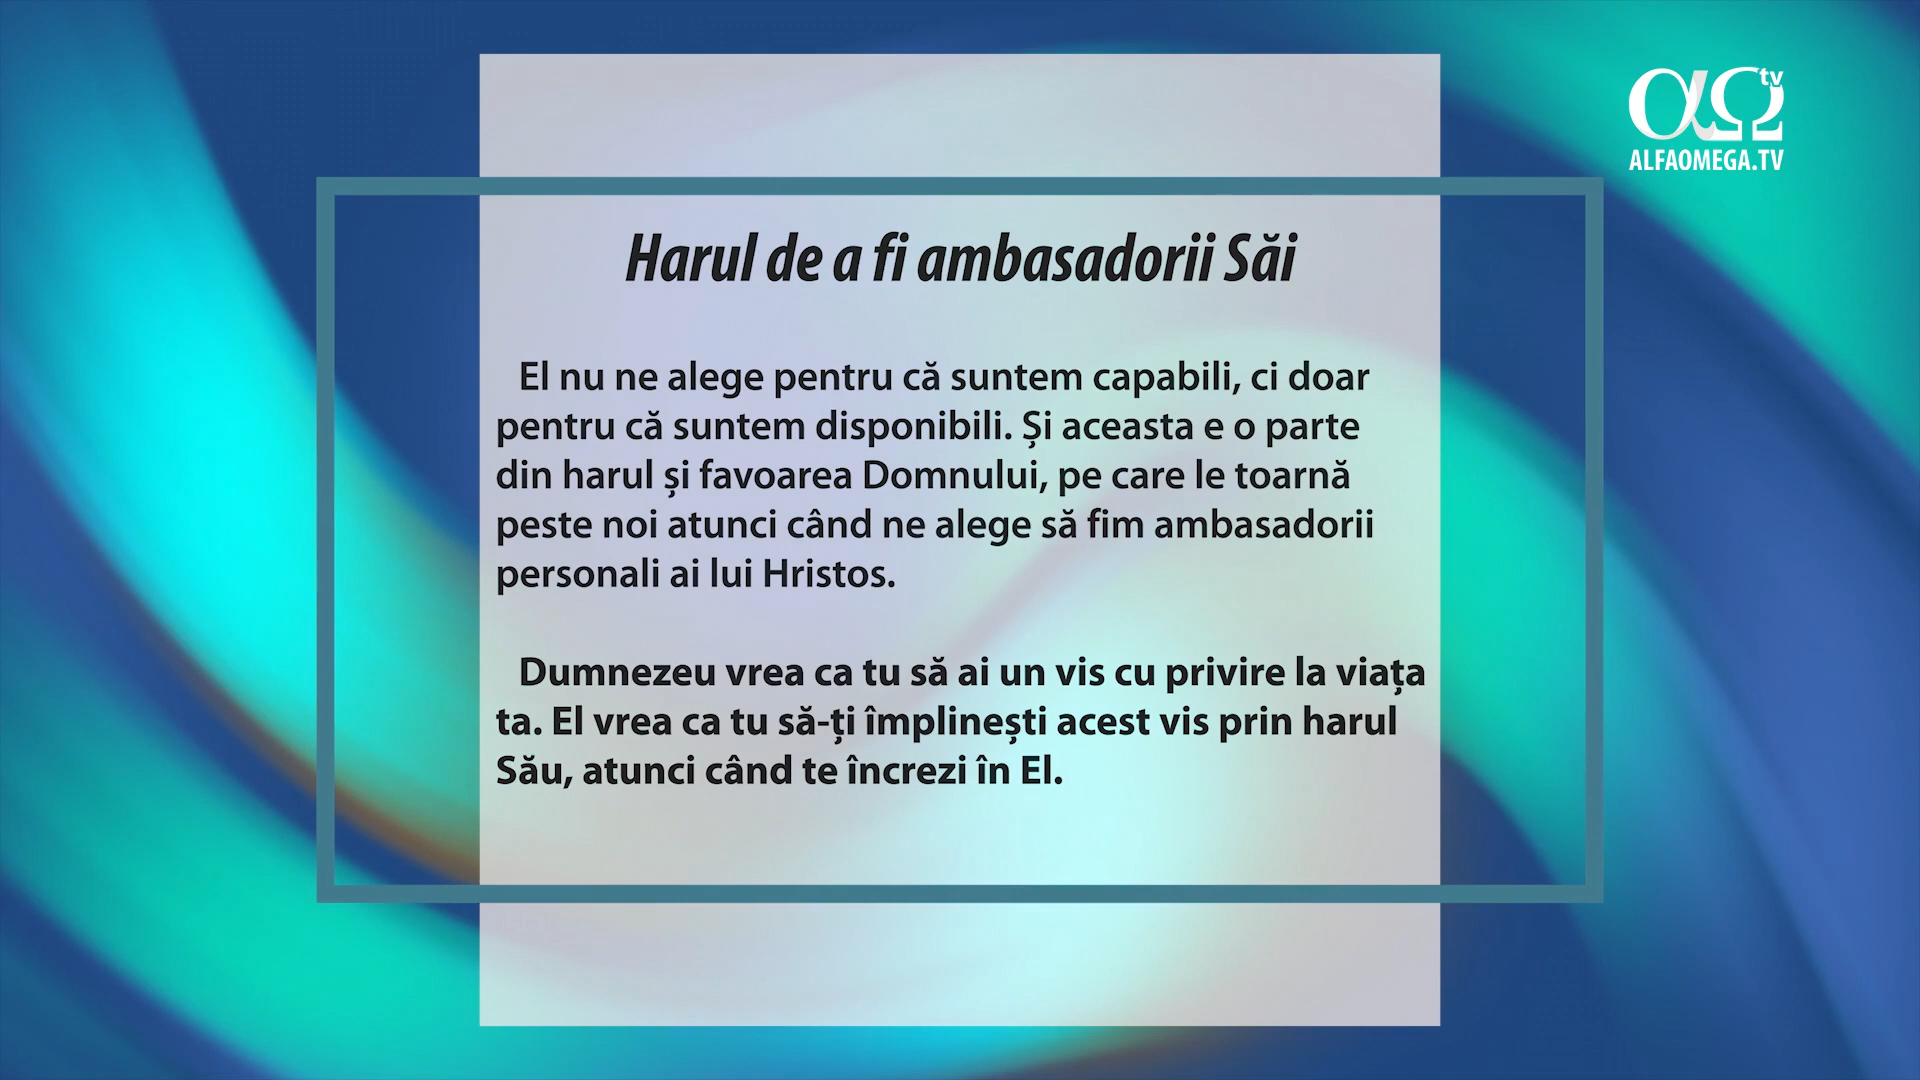 αΩtv
ALFAOMEGA.TV
Harul de a fi ambasadorii Săi
El nu ne alege pentru că suntem capabili, ci doar
pentru că suntem disponibili. Și aceasta e o parte
din harul și favoarea Domnului, pe care le toarnă
peste noi atunci când ne alege să fim ambasadorii
personali ai lui Hristos.
Dumnezeu vrea ca tu să ai un vis cu privire la viața
ta. El vrea ca tu să-ți împlinești acest vis prin harul
Său, atunci când te încrezi în El.